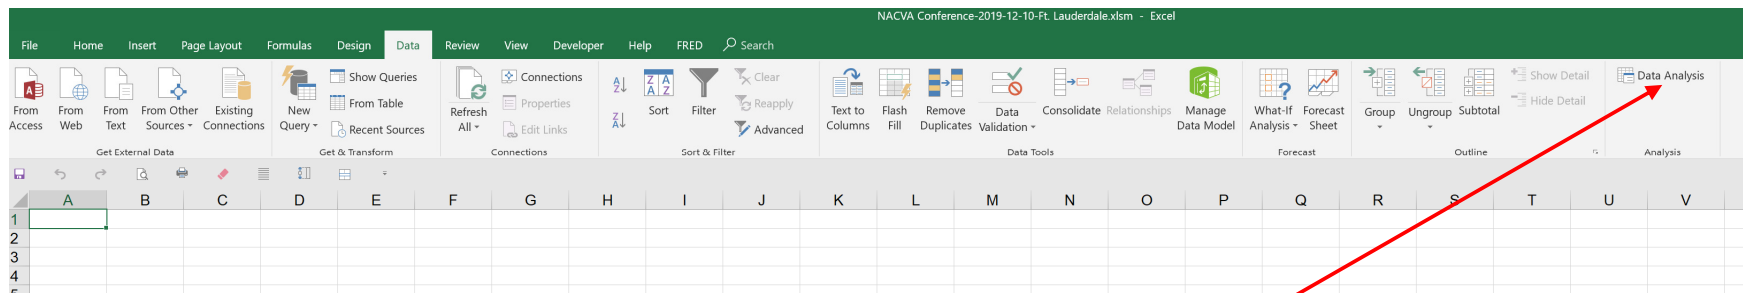 NACVA Conference-2019-12-10-Ft. Lauderdale.xlsm - Excel
File Home Insert Page Layout Formulas Design Data Review View Developer Help FRED Search
From Access
From Web
From Text
From Other Sources
Existing Connections
Get External Data
New Query
Show Queries
From Table
Recent Sources
Get & Transform
Refresh All
Connections
Properties
Edit Links
Connections
Sort
Filter
Clear
Reapply
Advanced
Sort & Filter
Text to Columns
Flash Fill
Remove Duplicates
Data Validation
Consolidate
Relationships
Manage Data Model
Data Tools
What-If Analysis
Forecast Sheet
Forecast
Group
Ungroup
Subtotal
Show Detail
Hide Detail
Outline
Data Analysis
Analysis
A B C D E F G H I J K L M N O P Q R S T U V
1
2
3
4
5